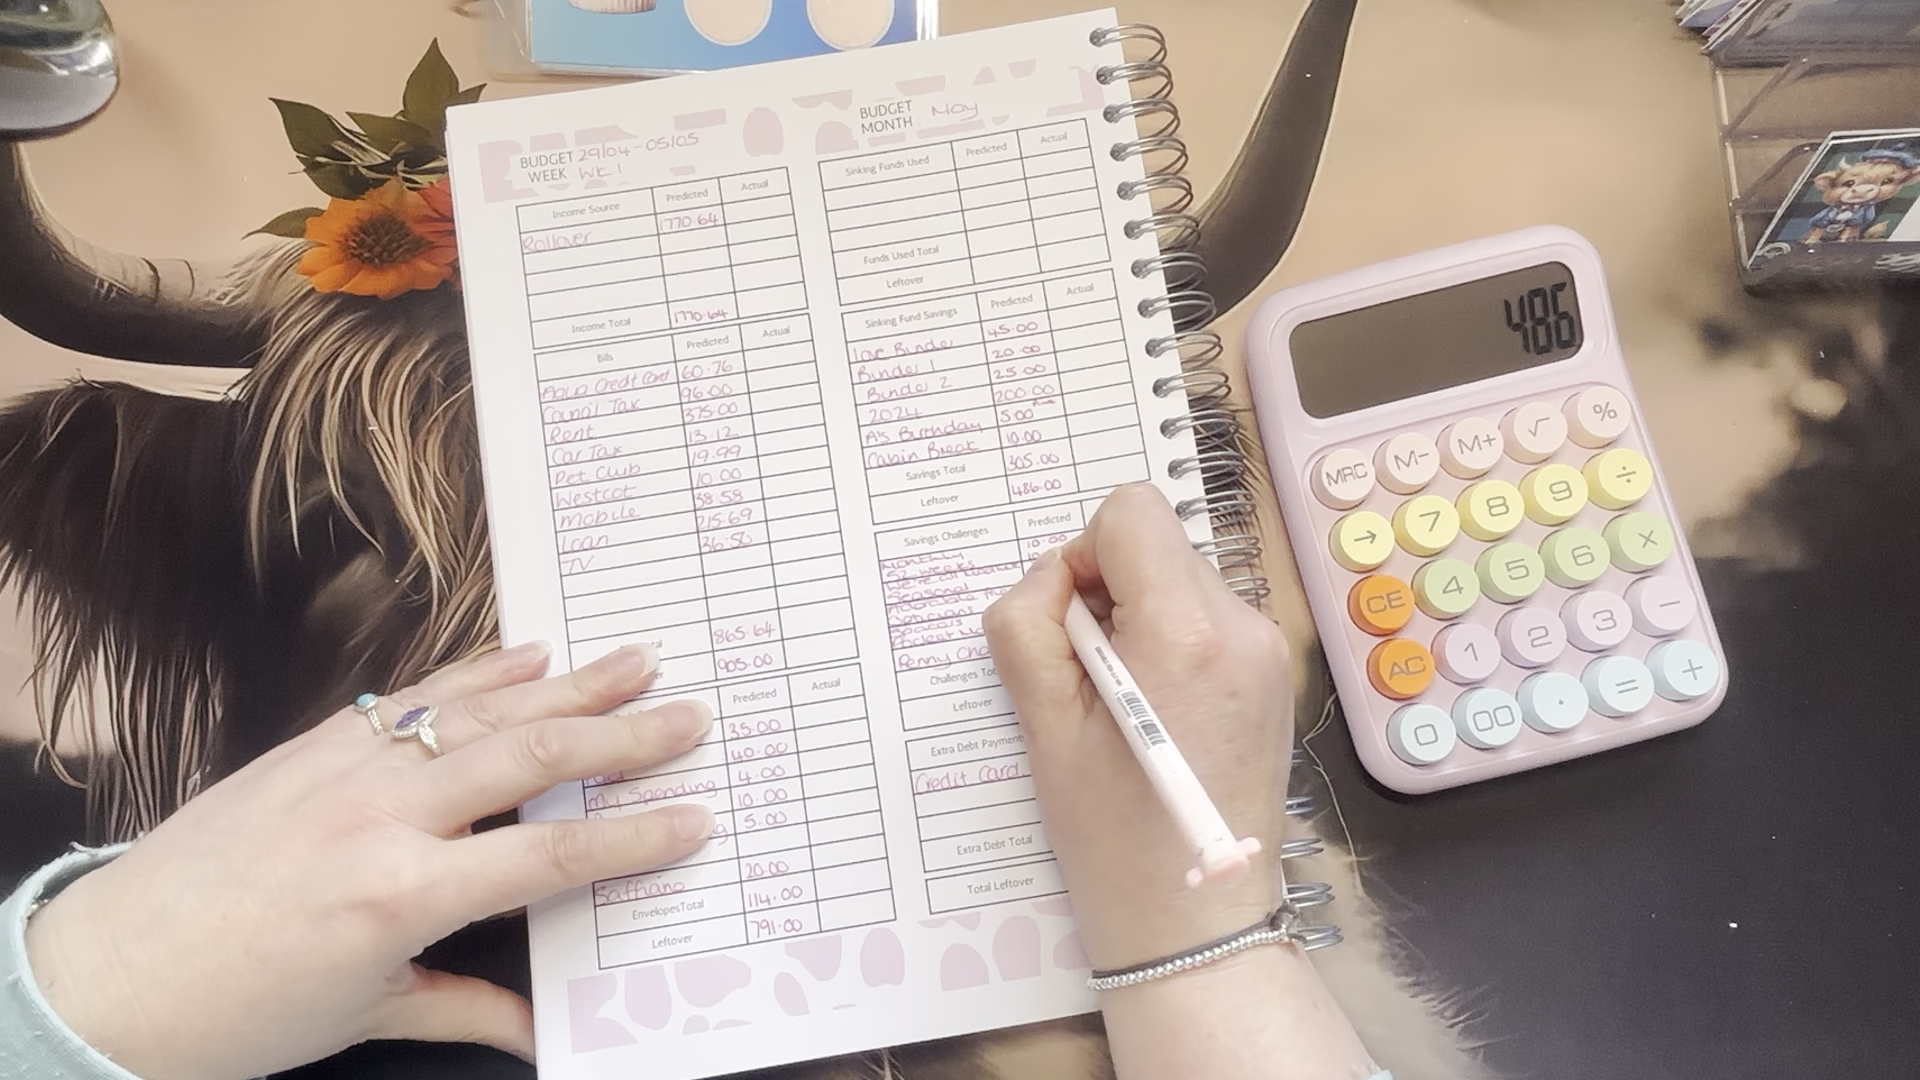 BUDGET WEEK 29/04 - 05/05
WK 1
Income Source Predicted Actual
Rollover 1770.64
Income Total 1770.64
Bills Predicted Actual
Aqua Credit Card 60.76
Council Tax 96.00
Rent 375.00
Car Tax 13.12
Pet Club 19.99
Westcot 10.00
Mobile 38.58
Loan 215.69
TV 36.50
865.64
905.00
Predicted Actual
35.00
40.00
My Spending 4.00
10.00
5.00
Saffiano 20.00
EnvelopesTotal 114.00
Leftover 791.00
BUDGET MONTH May
Sinking Funds Used Predicted Actual
Funds Used Total
Leftover
Sinking Fund Savings Predicted Actual
Love Binder 45.00
Binder 1 20.00
Binder 2 25.00
2024 200.00
A's Birthday 5.00
Cabin Break 10.00
Savings Total 305.00
Leftover 486.00
Savings Challenges Predicted
Monthly 10.00
52 weeks
Seasonal
Penny
Leftover
Extra Debt
Credit Card
Extra Debt Total
Total Leftover
486
MRC M- M+ √ %
→ 7 8 9 ÷
CE 4 5 6 ×
AC 1 2 3 −
0 00 . = +